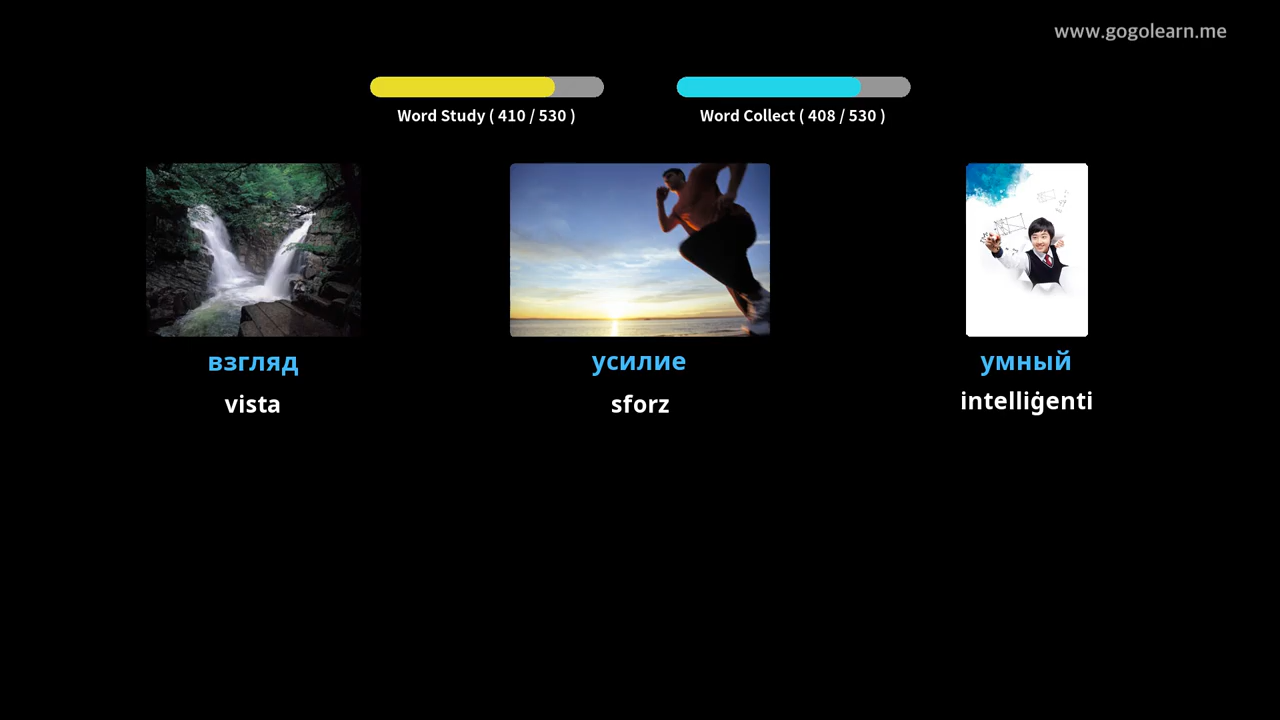 www.gogolearn.me
Word Study ( 410 / 530 )
Word Collect ( 408 / 530 )
взгляд
vista
усилие
sforz
умный
intelliġenti